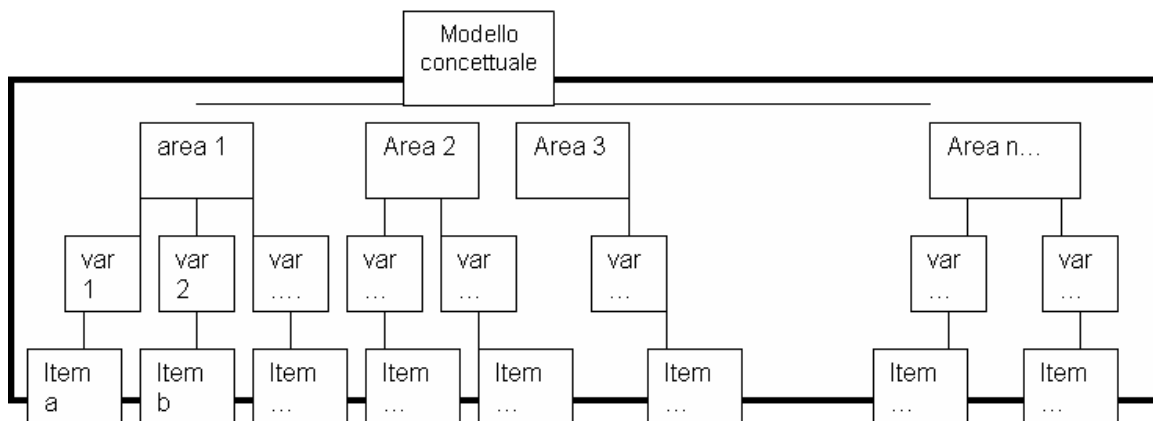 Modello
concettuale
area 1
Area 2
Area 3
Area n...
var
1
var
2
var
....
var
...
var
...
var
...
var
...
var
...
Item
a
Item
b
Item
...
Item
...
Item
...
Item
...
Item
...
Item
...